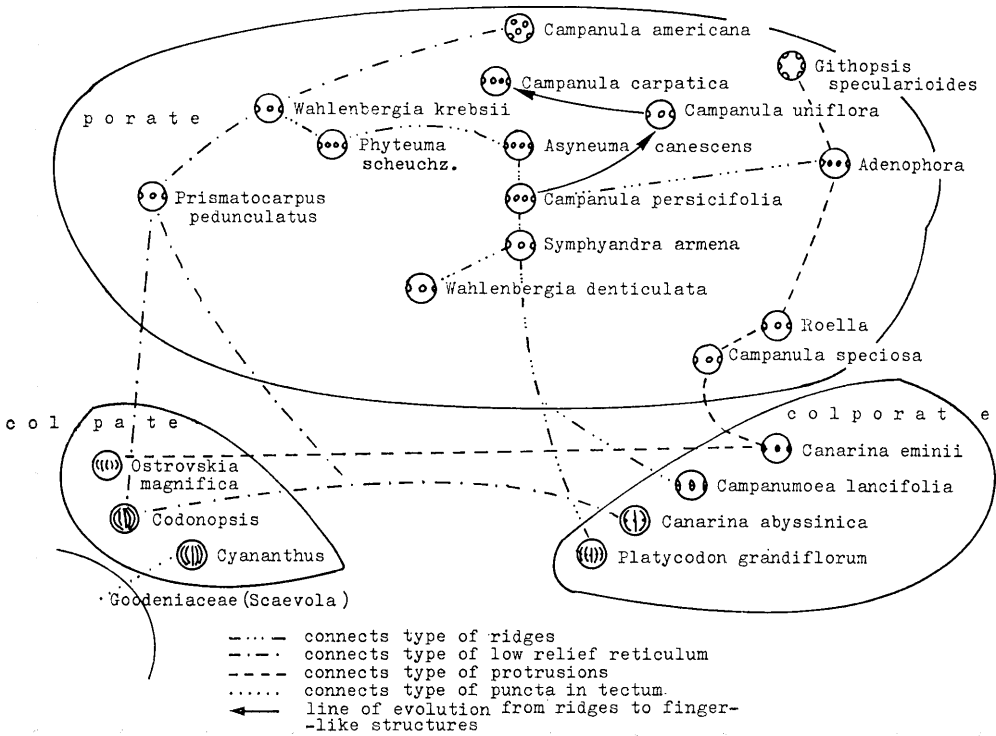 Campanula americana
Githopsis
specularioides
Campanula carpatica
Wahlenbergia krebsii
Campanula uniflora
p o r a t e
Phyteuma
scheuchz.
Asyneuma canescens
Adenophora
Prismatocarpus
pedunculatus
Campanula persicifolia
Symphyandra armena
Wahlenbergia denticulata
Roella
Campanula speciosa
c o l p a t e
c o l p o r a t e
Ostrovskia
magnifica
Canarina eminii
Campanumoea lancifolia
Codonopsis
Canarina abyssinica
Cyananthus
Platycodon grandiflorum
Goodeniaceae (Scaevola)
connects type of ridges
connects type of low relief reticulum
connects type of protrusions
connects type of puncta in tectum
line of evolution from ridges to finger-
-like structures